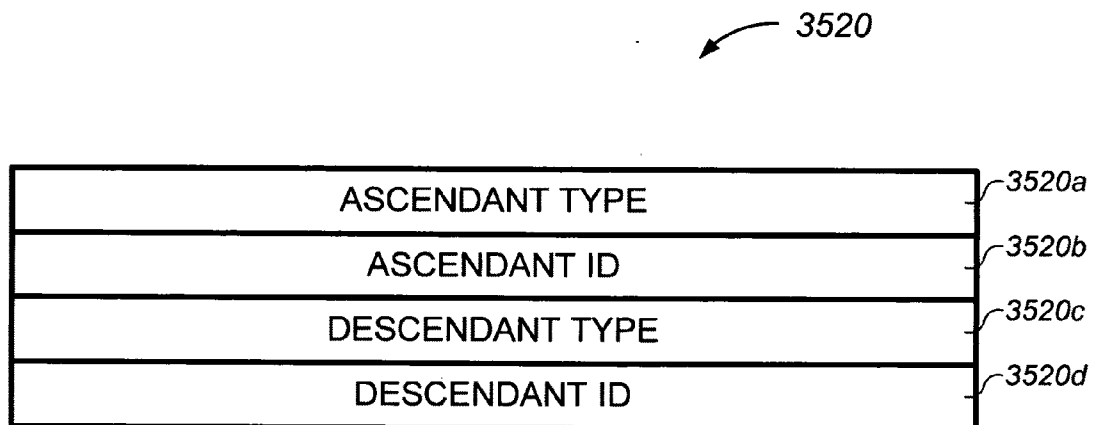 3520
ASCENDANT TYPE 3520a
ASCENDANT ID 3520b
DESCENDANT TYPE 3520c
DESCENDANT ID 3520d